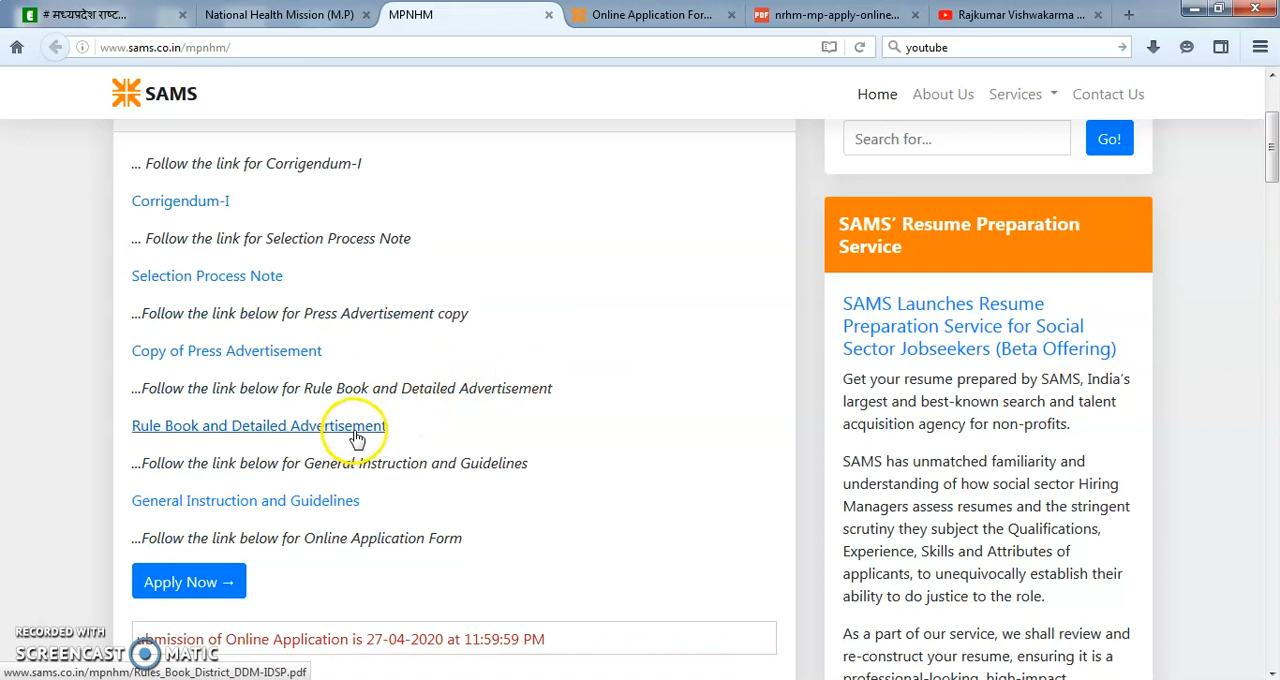 # मध्यप्रदेश राष्ट...
National Health Mission (M.P)
MPNHM
Online Application For...
nrhm-mp-apply-online...
Rajkumar Vishwakarma ...
www.sams.co.in/mpnhm/
youtube
SAMS
Home
About Us
Services
Contact Us
... Follow the link for Corrigendum-I
Corrigendum-I
... Follow the link for Selection Process Note
Selection Process Note
...Follow the link below for Press Advertisement copy
Copy of Press Advertisement
...Follow the link below for Rule Book and Detailed Advertisement
Rule Book and Detailed Advertisement
...Follow the link below for General Instruction and Guidelines
General Instruction and Guidelines
...Follow the link below for Online Application Form
Apply Now →
ubmission of Online Application is 27-04-2020 at 11:59:59 PM
Search for...
Go!
SAMS’ Resume Preparation
Service
SAMS Launches Resume
Preparation Service for Social
Sector Jobseekers (Beta Offering)
Get your resume prepared by SAMS, India’s
largest and best-known search and talent
acquisition agency for non-profits.
SAMS has unmatched familiarity and
understanding of how social sector Hiring
Managers assess resumes and the stringent
scrutiny they subject the Qualifications,
Experience, Skills and Attributes of
applicants, to unequivocally establish their
ability to do justice to the role.
As a part of our service, we shall review and
re-construct your resume, ensuring it is a
professional-looking, high-impact
RECORDED WITH
SCREENCAST MATIC
www.sams.co.in/mpnhm/Rules_Book_District_DDM-IDSP.pdf